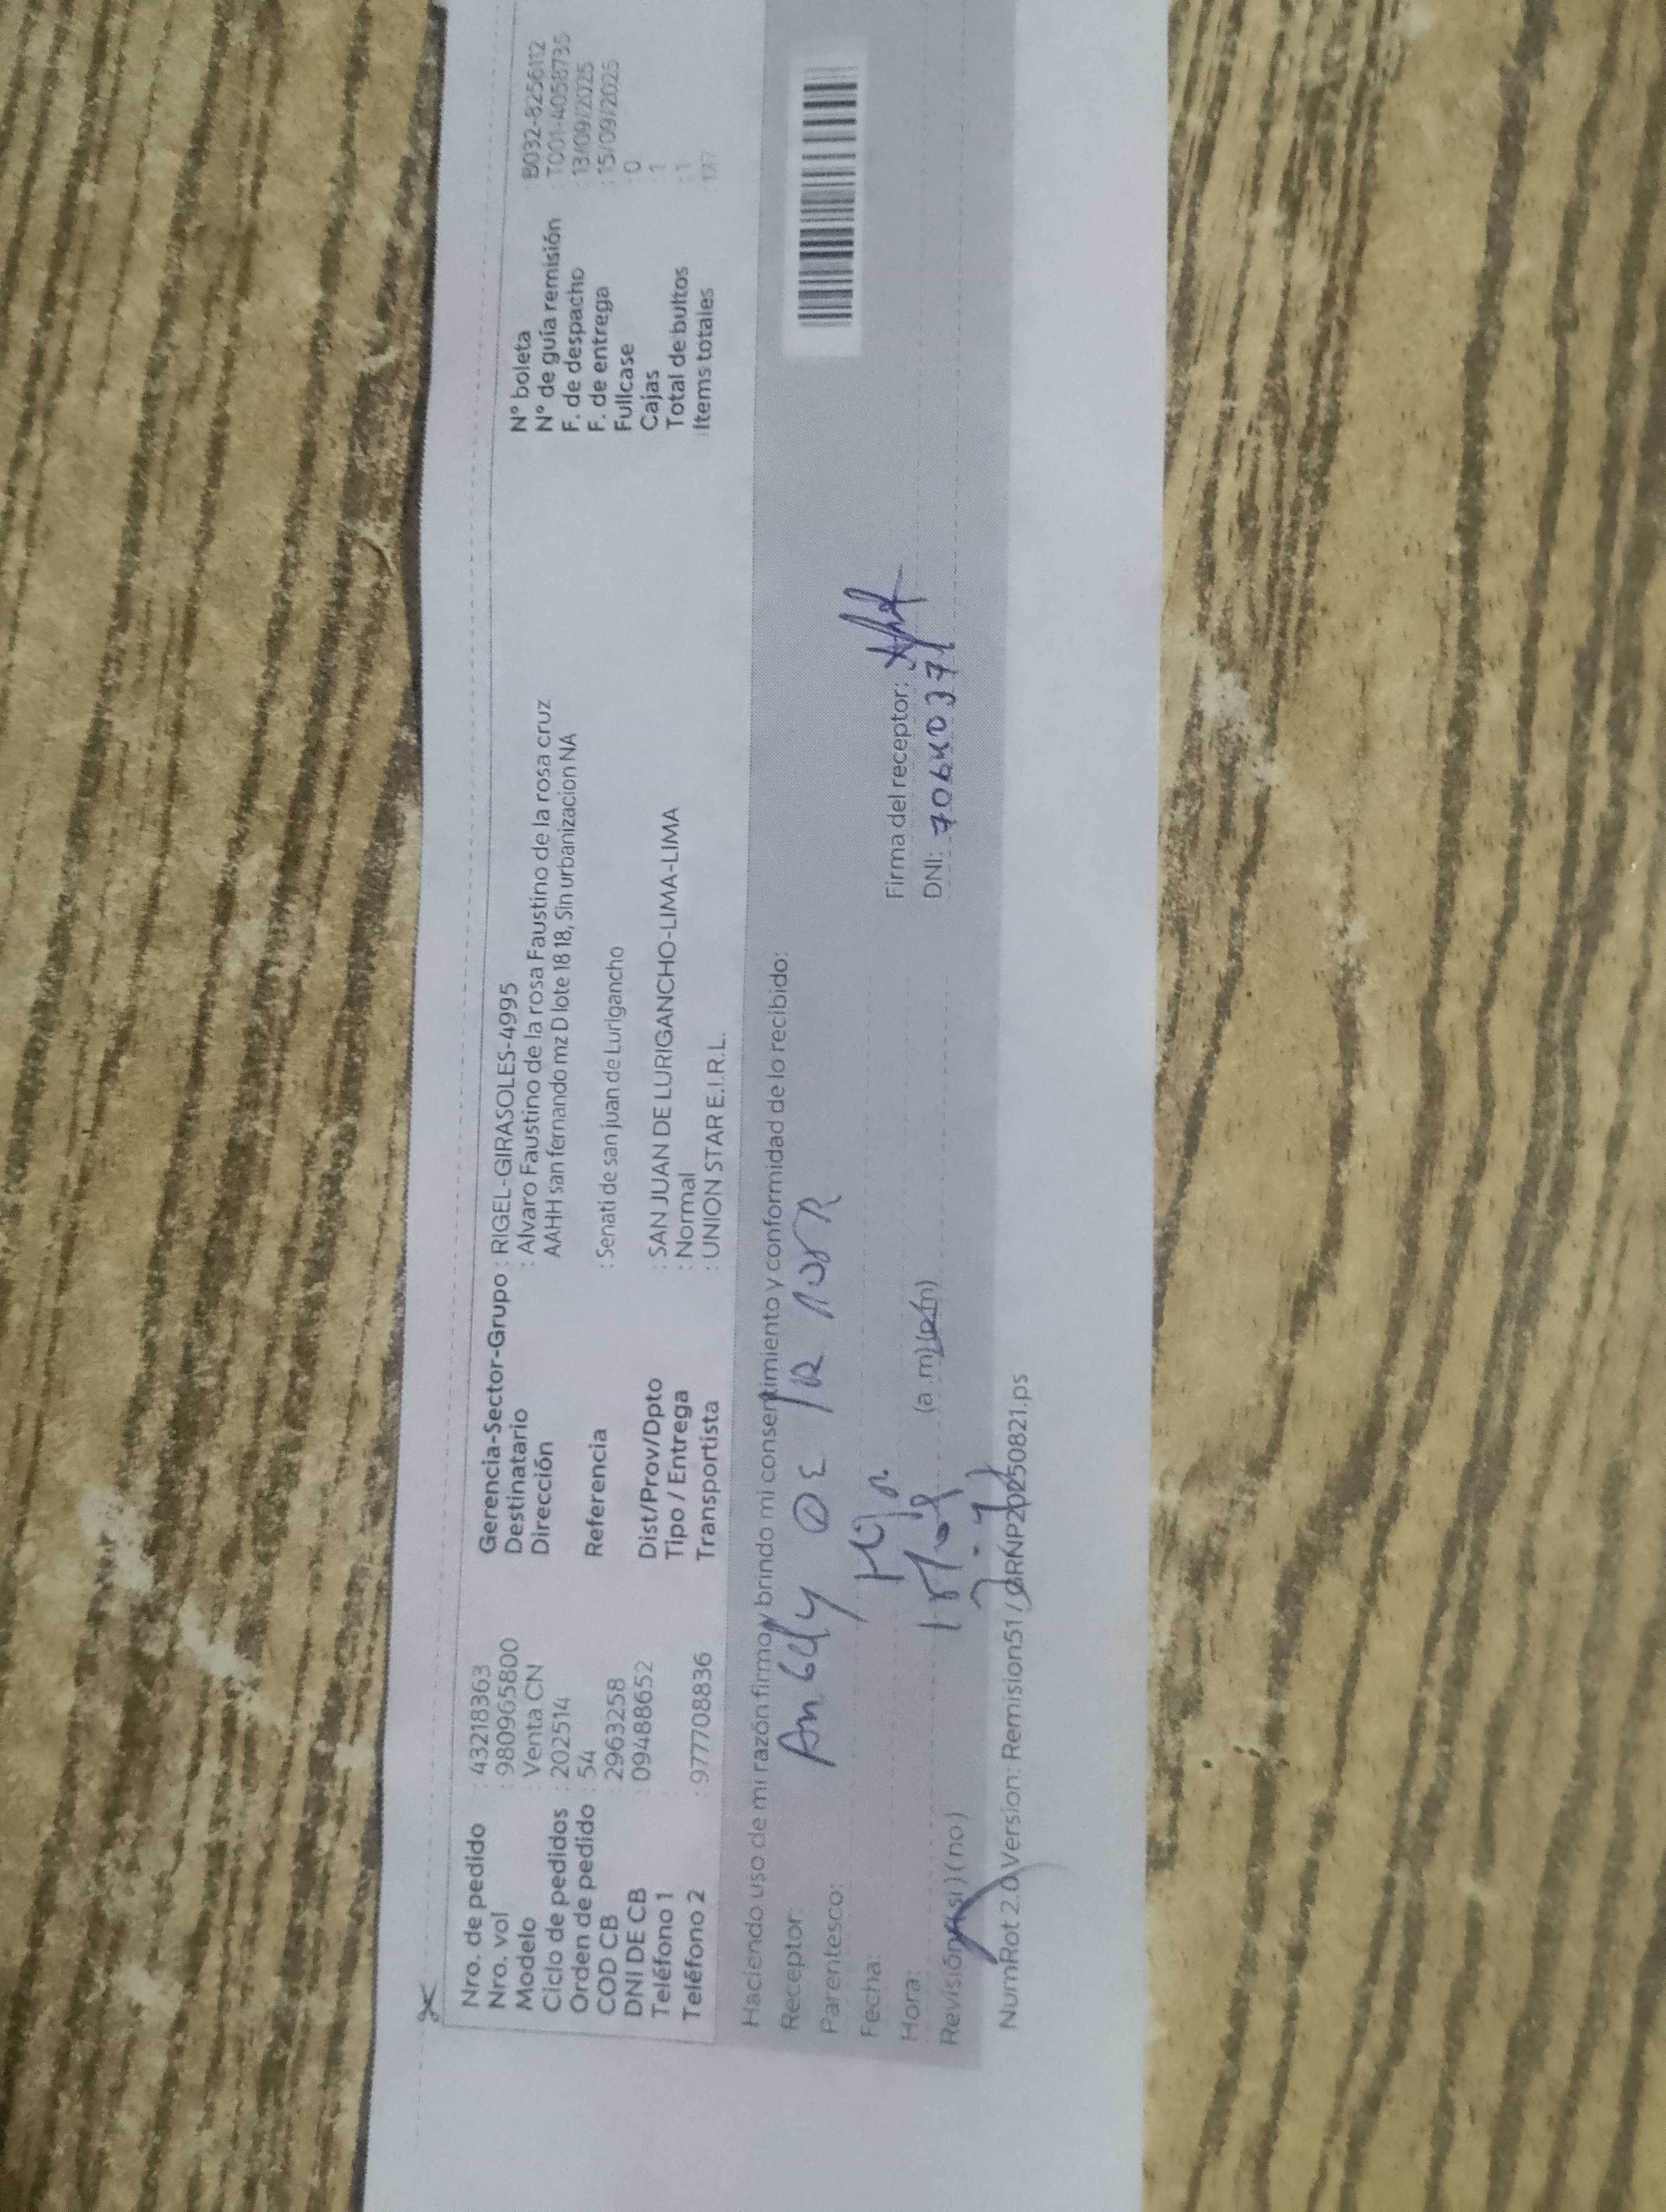 Nro. de pedido : 43218363
Nro. vol : 9809965800
Modelo : Venta CN
Ciclo de pedidos : 202514
Orden de pedido : 54
COD CB : 2963258
DNI DE CB : 09488652
Teléfono 1 :
Teléfono 2 : 977708836
Gerencia-Sector-Grupo : RIGEL-GIRASOLES-4995
Destinatario : Alvaro Faustino de la rosa Faustino de la rosa cruz
Dirección AAHH san fernando mz D lote 18 18, Sin urbanizacion NA
Referencia : Senati de san juan de Lurigancho
Dist/Prov/Dpto : SAN JUAN DE LURIGANCHO-LIMA-LIMA
Tipo / Entrega : Normal
Transportista : UNION STAR E.I.R.L.
N° boleta : B032-8256112
N° de guía remisión : T001-4058735
F. de despacho : 13/09/2025
F. de entrega : 15/09/2025
Fullcase : 0
Cajas : 1
Total de bultos : 1
Items totales
Haciendo uso de mi razón firmo y brindo mi consentimiento y conformidad de lo recibido:
Receptor: DE la
Parentesco:
Fecha:
Hora: (a m) (p m)
Revisión (si) (no)
Firma del receptor:
DNI: 70640371
NumRot 2.0 Version: Remision51 (GRNP20250821.ps